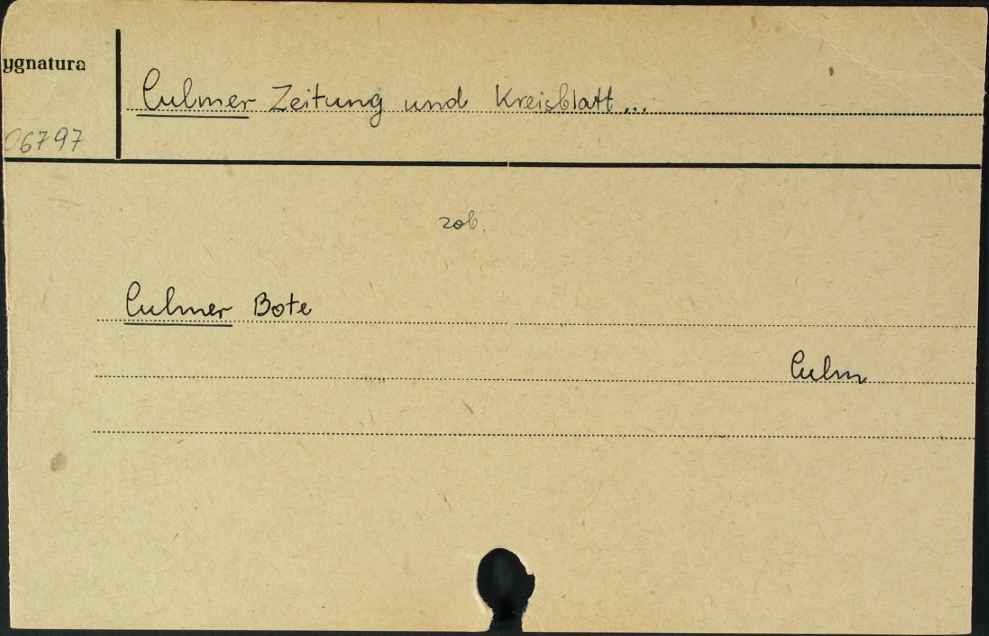 ygnatura
Culmer Zeitung und Kreisblatt...
06797
zob.
Culmer Bote
Culm